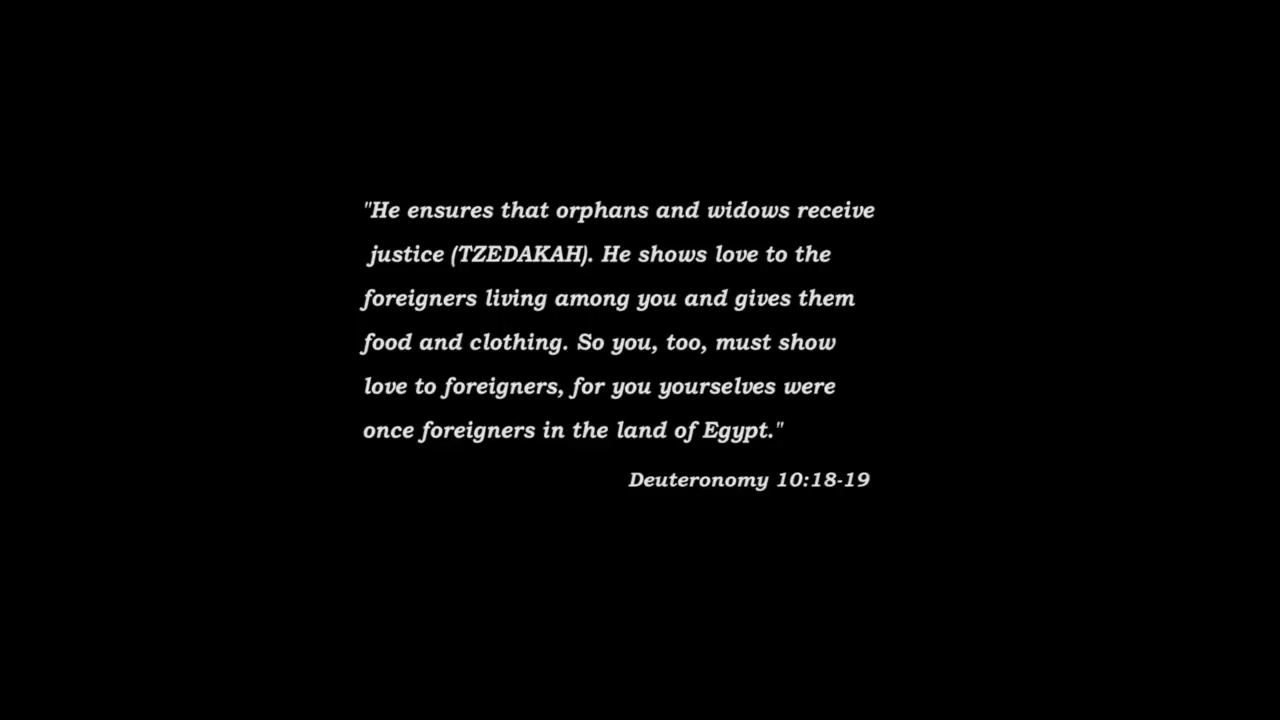 "He ensures that orphans and widows receive
justice (TZEDAKAH). He shows love to the
foreigners living among you and gives them
food and clothing. So you, too, must show
love to foreigners, for you yourselves were
once foreigners in the land of Egypt."
Deuteronomy 10:18-19